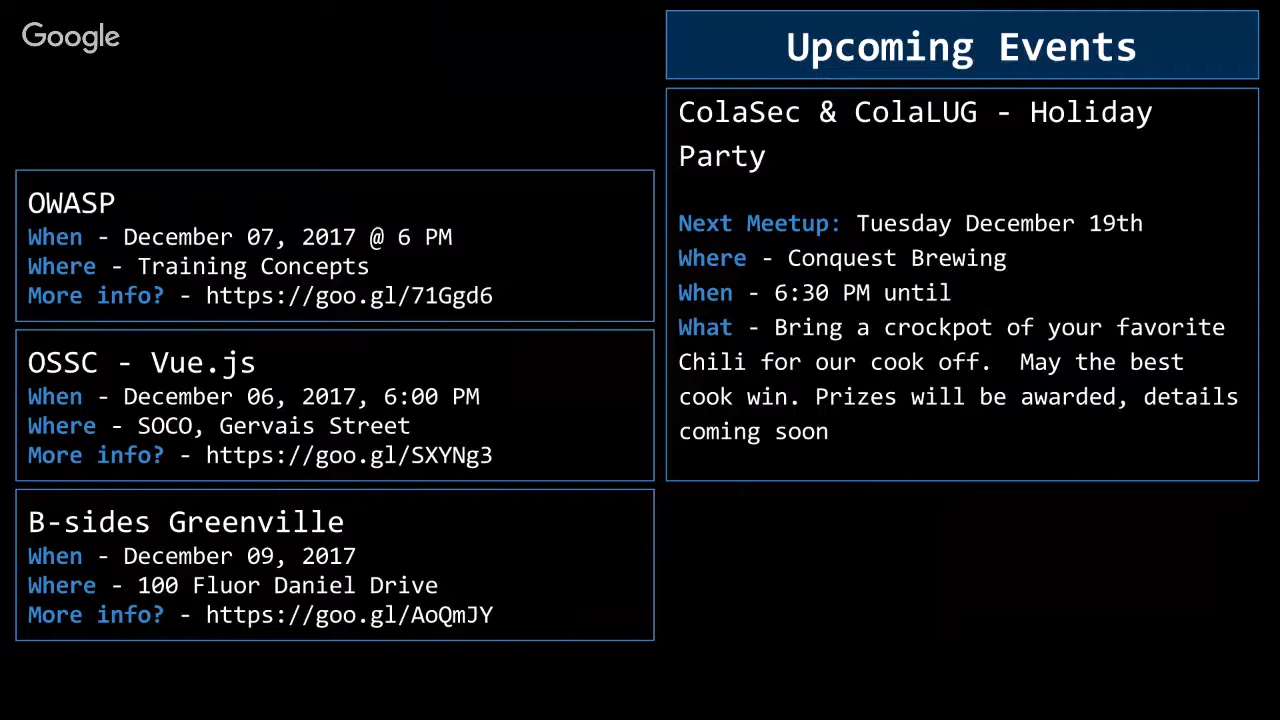 Google
Upcoming Events
ColaSec & ColaLUG - Holiday
Party
Next Meetup: Tuesday December 19th
Where - Conquest Brewing
When - 6:30 PM until
What - Bring a crockpot of your favorite
Chili for our cook off.  May the best
cook win. Prizes will be awarded, details
coming soon
OWASP
When - December 07, 2017 @ 6 PM
Where - Training Concepts
More info? - https://goo.gl/71Ggd6
OSSC - Vue.js
When - December 06, 2017, 6:00 PM
Where - SOCO, Gervais Street
More info? - https://goo.gl/SXYNg3
B-sides Greenville
When - December 09, 2017
Where - 100 Fluor Daniel Drive
More info? - https://goo.gl/AoQmJY